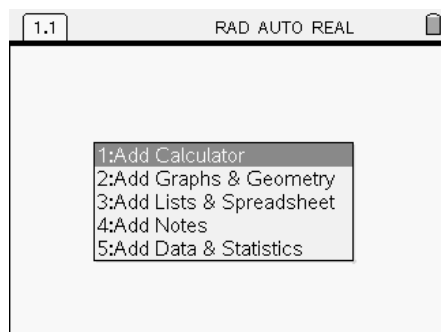 1.1 RAD AUTO REAL
1:Add Calculator
2:Add Graphs & Geometry
3:Add Lists & Spreadsheet
4:Add Notes
5:Add Data & Statistics